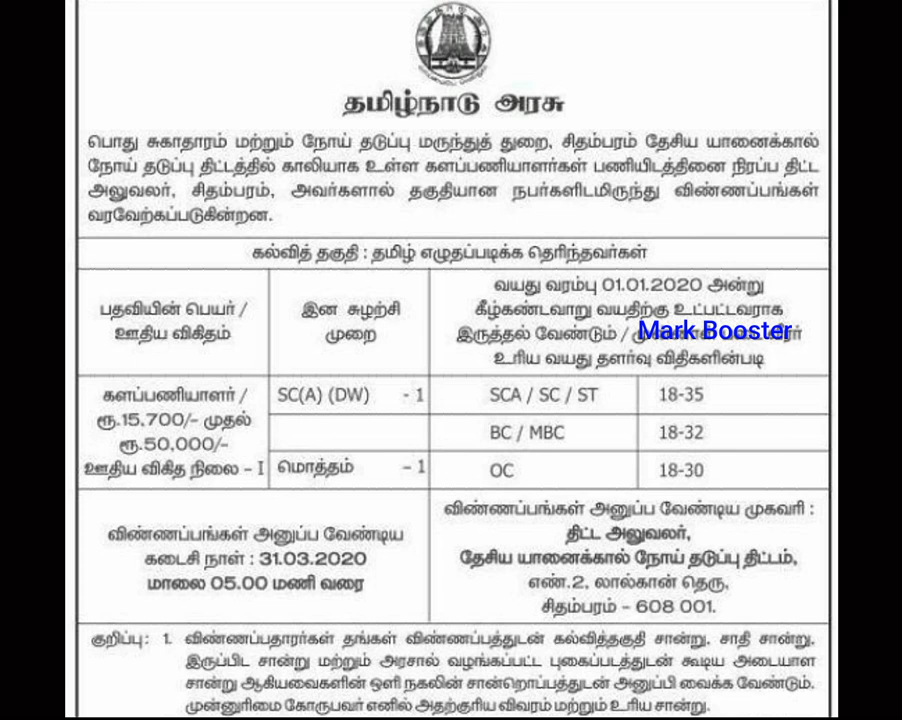 தமிழ்நாடு அரசு
பொது சுகாதாரம் மற்றும் நோய் தடுப்பு மருந்துத் துறை, சிதம்பரம் தேசிய யானைக்கால்
நோய் தடுப்பு திட்டத்தில் காலியாக உள்ள களப்பணியாளர்கள் பணியிடத்தினை நிரப்ப திட்ட
அலுவலர், சிதம்பரம், அவர்களால் தகுதியான நபர்களிடமிருந்து விண்ணப்பங்கள்
வரவேற்கப்படுகின்றன.
கல்வித் தகுதி : தமிழ் எழுதப்படிக்க தெரிந்தவர்கள்
பதவியின் பெயர் /
ஊதிய விகிதம்
இன சுழற்சி
முறை
வயது வரம்பு 01.01.2020 அன்று
கீழ்கண்டவாறு வயதிற்கு உட்பட்டவராக
இருத்தல் வேண்டும் /
Mark Booster
உரிய வயது தளர்வு விதிகளின்படி
களப்பணியாளர் /
ரூ.15,700/- முதல்
ரூ.50,000/-
ஊதிய விகித நிலை - I
SC(A) (DW) - 1
மொத்தம் - 1
SCA / SC / ST 18-35
BC / MBC 18-32
OC 18-30
விண்ணப்பங்கள் அனுப்ப வேண்டிய
கடைசி நாள் : 31.03.2020
மாலை 05.00 மணி வரை
விண்ணப்பங்கள் அனுப்ப வேண்டிய முகவரி :
திட்ட அலுவலர்,
தேசிய யானைக்கால் நோய் தடுப்பு திட்டம்,
எண்.2, லால்கான் தெரு,
சிதம்பரம் - 608 001.
குறிப்பு: 1. விண்ணப்பதாரர்கள் தங்கள் விண்ணப்பத்துடன் கல்வித்தகுதி சான்று, சாதி சான்று,
இருப்பிட சான்று மற்றும் அரசால் வழங்கப்பட்ட புகைப்படத்துடன் கூடிய அடையாள
சான்று ஆகியவைகளின் ஒளி நகலின் சான்றொப்பத்துடன் அனுப்பி வைக்க வேண்டும்.
முன்னுரிமை கோருபவர் எனில் அதற்குரிய விவரம் மற்றும் உரிய சான்று.